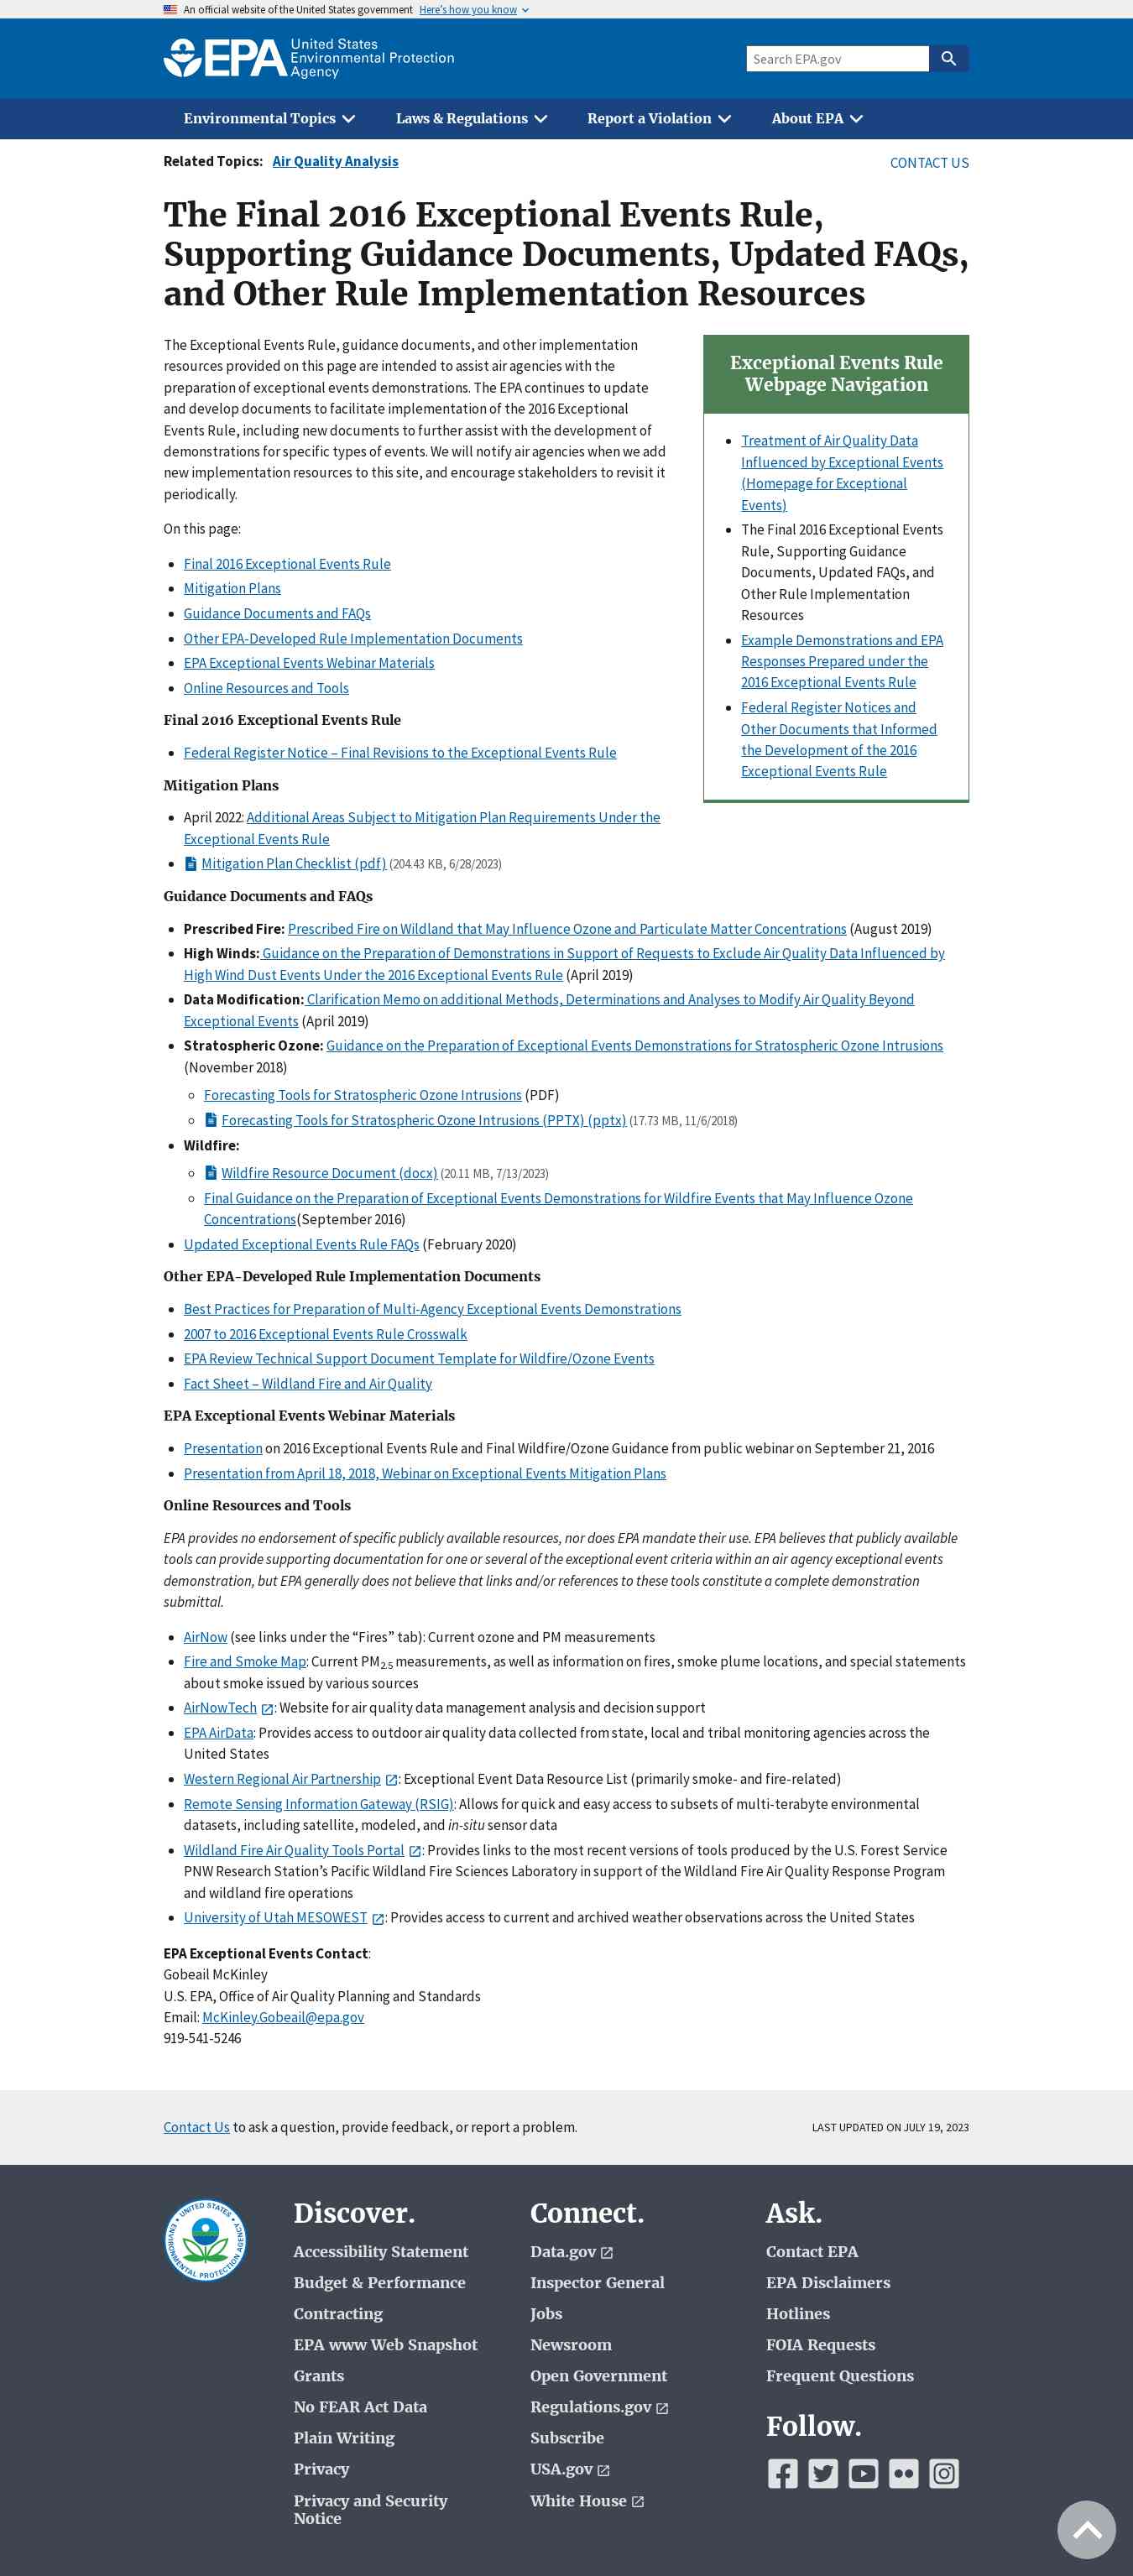 An official website of the United States government Here's how you know
EPA United States
Environmental Protection
Agency
Search EPA.gov
Environmental Topics Laws & Regulations Report a Violation About EPA
Related Topics: Air Quality Analysis CONTACT US
The Final 2016 Exceptional Events Rule,
Supporting Guidance Documents, Updated FAQs,
and Other Rule Implementation Resources
The Exceptional Events Rule, guidance documents, and other implementation
resources provided on this page are intended to assist air agencies with the
preparation of exceptional events demonstrations. The EPA continues to update
and develop documents to facilitate implementation of the 2016 Exceptional
Events Rule, including new documents to further assist with the development of
demonstrations for specific types of events. We will notify air agencies when we add
new implementation resources to this site, and encourage stakeholders to revisit it
periodically.
On this page:
Final 2016 Exceptional Events Rule
Mitigation Plans
Guidance Documents and FAQs
Other EPA-Developed Rule Implementation Documents
EPA Exceptional Events Webinar Materials
Online Resources and Tools
Exceptional Events Rule
Webpage Navigation
Treatment of Air Quality Data
Influenced by Exceptional Events
(Homepage for Exceptional
Events)
The Final 2016 Exceptional Events
Rule, Supporting Guidance
Documents, Updated FAQs, and
Other Rule Implementation
Resources
Example Demonstrations and EPA
Responses Prepared under the
2016 Exceptional Events Rule
Federal Register Notices and
Other Documents that Informed
the Development of the 2016
Exceptional Events Rule
Final 2016 Exceptional Events Rule
Federal Register Notice – Final Revisions to the Exceptional Events Rule
Mitigation Plans
April 2022: Additional Areas Subject to Mitigation Plan Requirements Under the
Exceptional Events Rule
Mitigation Plan Checklist (pdf) (204.43 KB, 6/28/2023)
Guidance Documents and FAQs
Prescribed Fire: Prescribed Fire on Wildland that May Influence Ozone and Particulate Matter Concentrations (August 2019)
High Winds: Guidance on the Preparation of Demonstrations in Support of Requests to Exclude Air Quality Data Influenced by
High Wind Dust Events Under the 2016 Exceptional Events Rule (April 2019)
Data Modification: Clarification Memo on additional Methods, Determinations and Analyses to Modify Air Quality Beyond
Exceptional Events (April 2019)
Stratospheric Ozone: Guidance on the Preparation of Exceptional Events Demonstrations for Stratospheric Ozone Intrusions
(November 2018)
Forecasting Tools for Stratospheric Ozone Intrusions (PDF)
Forecasting Tools for Stratospheric Ozone Intrusions (PPTX) (pptx) (17.73 MB, 11/6/2018)
Wildfire:
Wildfire Resource Document (docx) (20.11 MB, 7/13/2023)
Final Guidance on the Preparation of Exceptional Events Demonstrations for Wildfire Events that May Influence Ozone
Concentrations(September 2016)
Updated Exceptional Events Rule FAQs (February 2020)
Other EPA-Developed Rule Implementation Documents
Best Practices for Preparation of Multi-Agency Exceptional Events Demonstrations
2007 to 2016 Exceptional Events Rule Crosswalk
EPA Review Technical Support Document Template for Wildfire/Ozone Events
Fact Sheet – Wildland Fire and Air Quality
EPA Exceptional Events Webinar Materials
Presentation on 2016 Exceptional Events Rule and Final Wildfire/Ozone Guidance from public webinar on September 21, 2016
Presentation from April 18, 2018, Webinar on Exceptional Events Mitigation Plans
Online Resources and Tools
EPA provides no endorsement of specific publicly available resources, nor does EPA mandate their use. EPA believes that publicly available
tools can provide supporting documentation for one or several of the exceptional event criteria within an air agency exceptional events
demonstration, but EPA generally does not believe that links and/or references to these tools constitute a complete demonstration
submittal.
AirNow (see links under the “Fires” tab): Current ozone and PM measurements
Fire and Smoke Map: Current PM2.5 measurements, as well as information on fires, smoke plume locations, and special statements
about smoke issued by various sources
AirNowTech : Website for air quality data management analysis and decision support
EPA AirData: Provides access to outdoor air quality data collected from state, local and tribal monitoring agencies across the
United States
Western Regional Air Partnership : Exceptional Event Data Resource List (primarily smoke- and fire-related)
Remote Sensing Information Gateway (RSIG): Allows for quick and easy access to subsets of multi-terabyte environmental
datasets, including satellite, modeled, and in-situ sensor data
Wildland Fire Air Quality Tools Portal : Provides links to the most recent versions of tools produced by the U.S. Forest Service
PNW Research Station’s Pacific Wildland Fire Sciences Laboratory in support of the Wildland Fire Air Quality Response Program
and wildland fire operations
University of Utah MESOWEST : Provides access to current and archived weather observations across the United States
EPA Exceptional Events Contact:
Gobeail McKinley
U.S. EPA, Office of Air Quality Planning and Standards
Email: McKinley.Gobeail@epa.gov
919-541-5246
Contact Us to ask a question, provide feedback, or report a problem. LAST UPDATED ON JULY 19, 2023
UNITED STATES ENVIRONMENTAL PROTECTION AGENCY
Discover.
Accessibility Statement
Budget & Performance
Contracting
EPA www Web Snapshot
Grants
No FEAR Act Data
Plain Writing
Privacy
Privacy and Security
Notice
Connect.
Data.gov
Inspector General
Jobs
Newsroom
Open Government
Regulations.gov
Subscribe
USA.gov
White House
Ask.
Contact EPA
EPA Disclaimers
Hotlines
FOIA Requests
Frequent Questions
Follow.